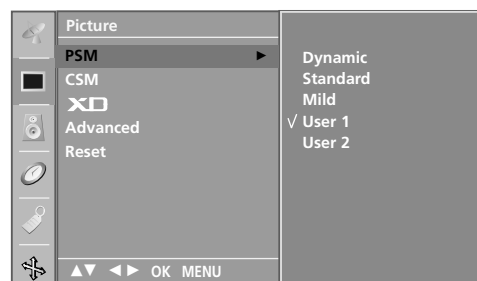 Picture
PSM ►
CSM
XD
Advanced
Reset
▲▼ ◄► OK MENU
Dynamic
Standard
Mild
√ User 1
User 2